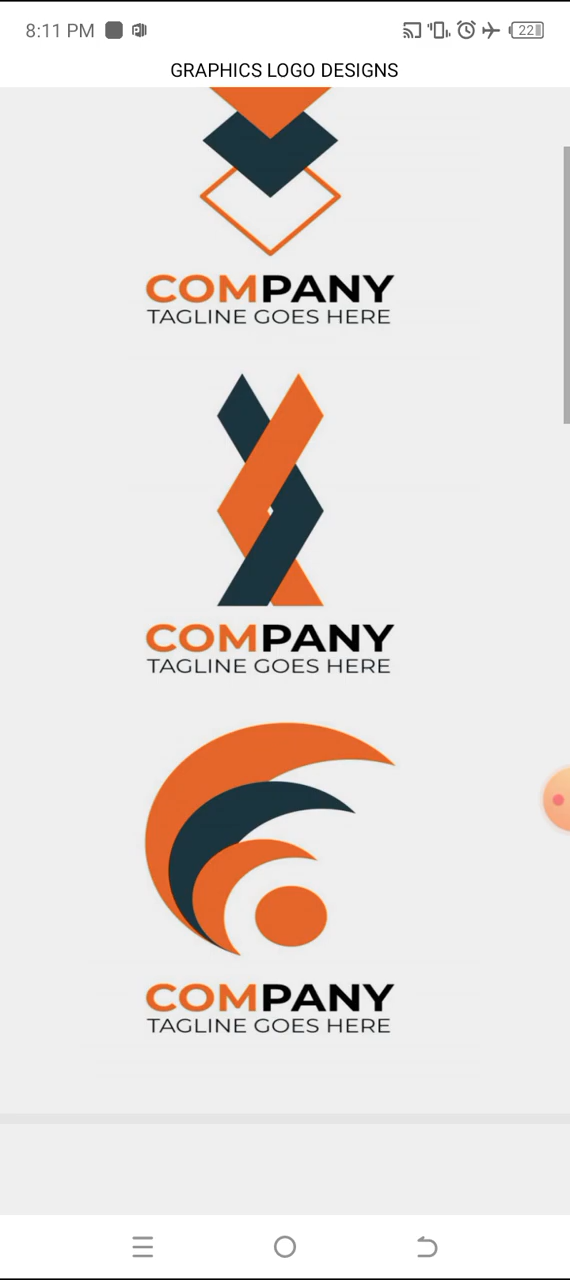 8:11 PM
22
GRAPHICS LOGO DESIGNS
COMPANY
TAGLINE GOES HERE
COMPANY
TAGLINE GOES HERE
COMPANY
TAGLINE GOES HERE